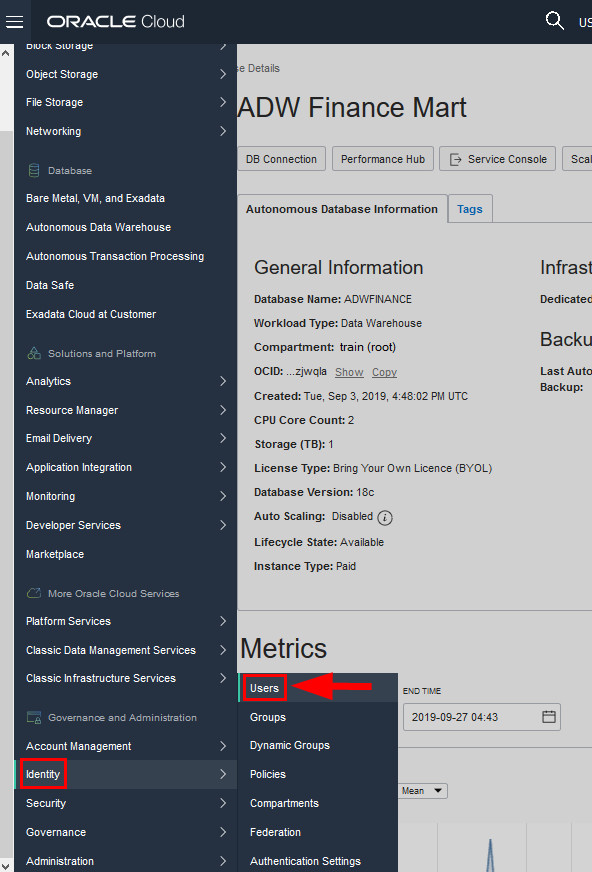 ORACLE Cloud
US
Block Storage
Object Storage
File Storage
Networking
Database
Bare Metal, VM, and Exadata
Autonomous Data Warehouse
Autonomous Transaction Processing
Data Safe
Exadata Cloud at Customer
Solutions and Platform
Analytics
Resource Manager
Email Delivery
Application Integration
Monitoring
Developer Services
Marketplace
More Oracle Cloud Services
Platform Services
Classic Data Management Services
Classic Infrastructure Services
Governance and Administration
Account Management
Identity
Security
Governance
Administration
Users
Groups
Dynamic Groups
Policies
Compartments
Federation
Authentication Settings
se Details
ADW Finance Mart
DB Connection
Performance Hub
Service Console
Scal
Autonomous Database Information
Tags
General Information
Database Name: ADWFINANCE
Workload Type: Data Warehouse
Compartment: train (root)
OCID: ...zjwqla Show Copy
Created: Tue, Sep 3, 2019, 4:48:02 PM UTC
CPU Core Count: 2
Storage (TB): 1
License Type: Bring Your Own Licence (BYOL)
Database Version: 18c
Auto Scaling: Disabled
Lifecycle State: Available
Instance Type: Paid
Infrast
Dedicated
Backu
Last Auto
Backup:
Metrics
END TIME
2019-09-27 04:43
Mean